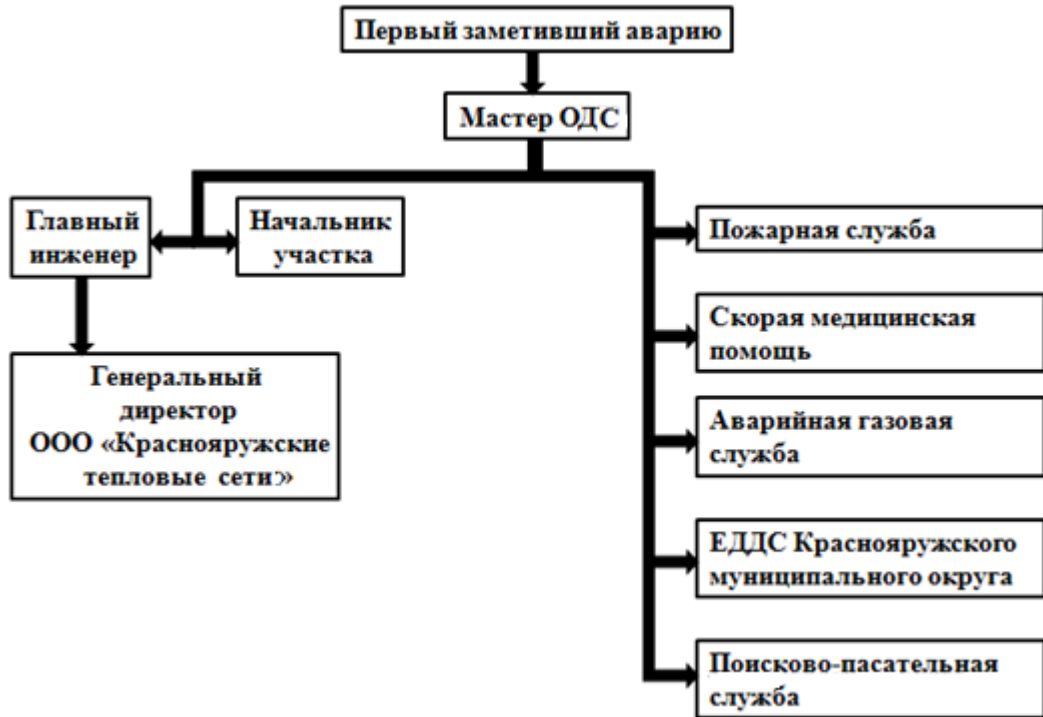 Первый заметивший аварию
Мастер ОДС
Главный
инженер
Начальник
участка
Генеральный
директор
ООО «Краснояружские
тепловые сети»
Пожарная служба
Скорая медицинская
помощь
Аварийная газовая
служба
ЕДДС Краснояружского
муниципального округа
Поисково-пасательная
служба